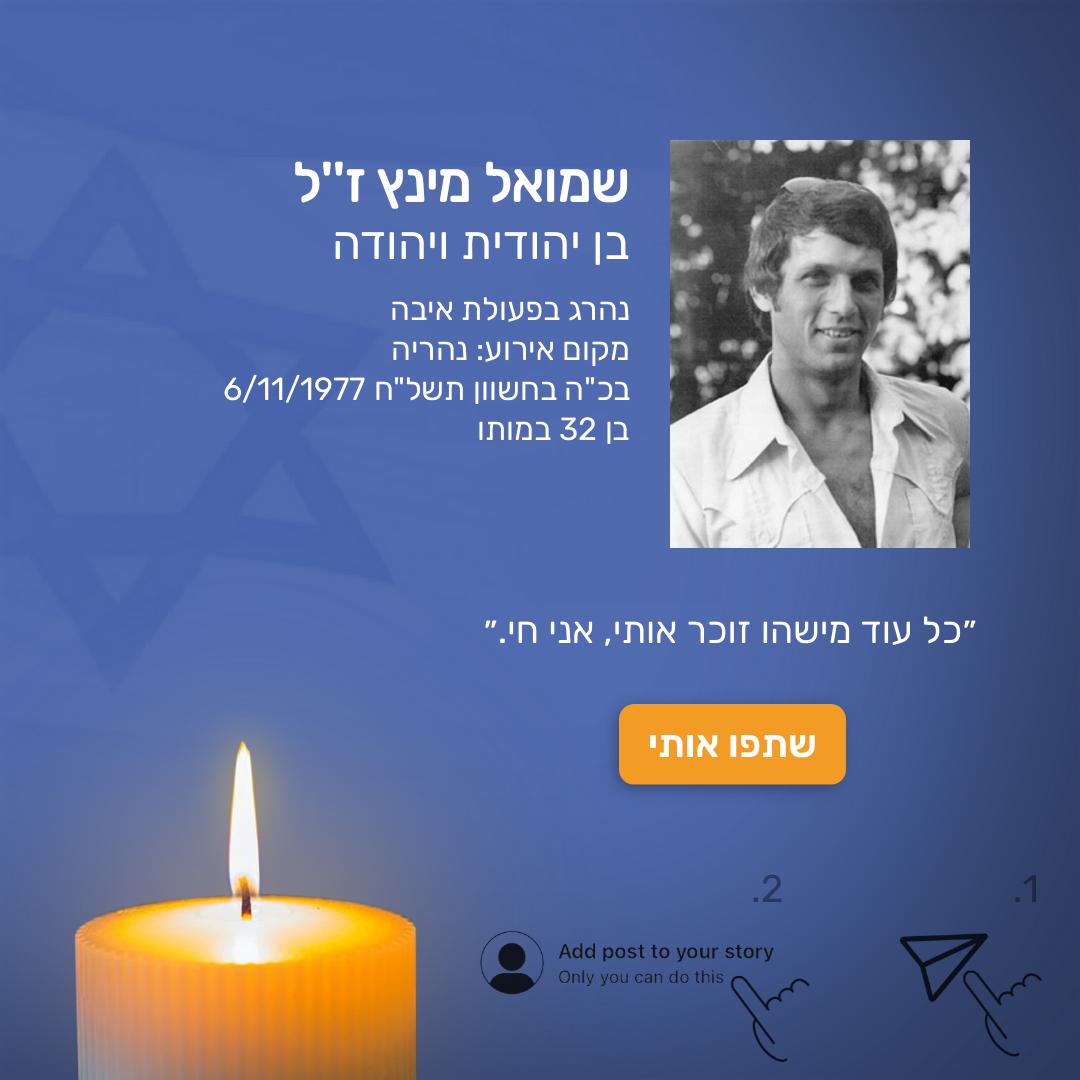 שמואל מינץ ז"ל
בן יהודית ויהודה
נהרג בפעולת איבה
מקום אירוע: נהריה
בכ"ה בחשוון תשל"ח 6/11/1977
בן 32 במותו
״כל עוד מישהו זוכר אותי, אני חי.״
שתפו אותי
1.
2.
Add post to your story
Only you can do this